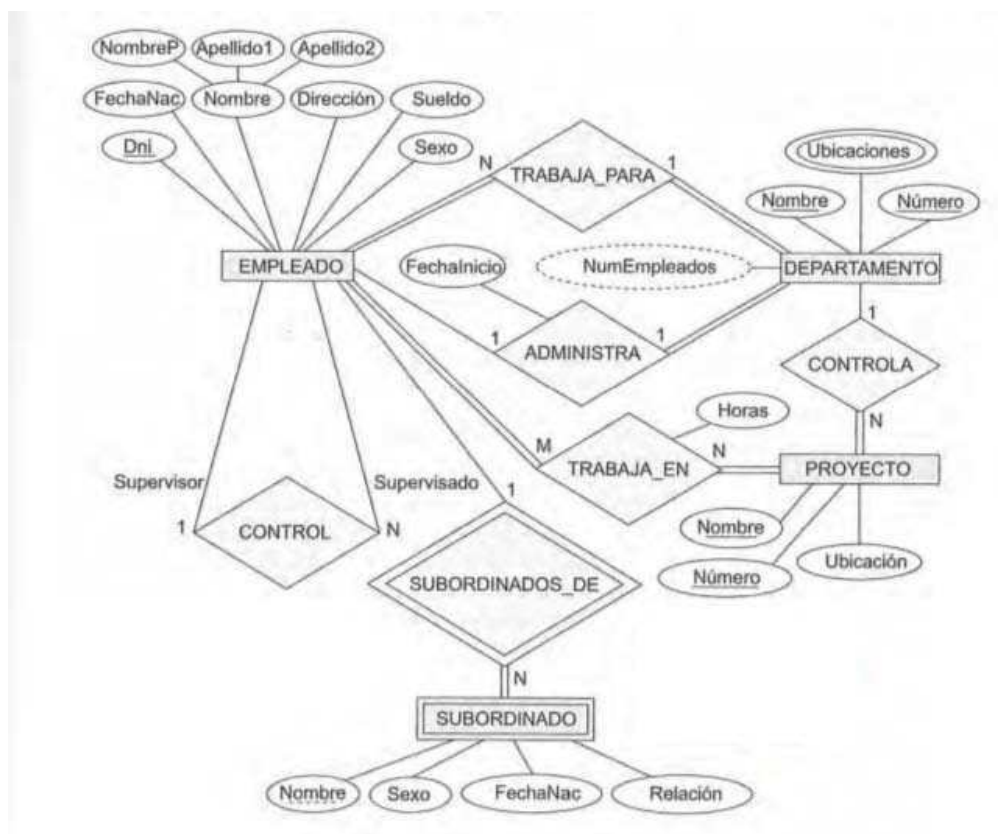 NombreP Apellido1 Apellido2
FechaNac Nombre Dirección Sueldo
Dni Sexo
N TRABAJA_PARA 1
Ubicaciones
Nombre Número
EMPLEADO
FechaInicio
NumEmpleados
DEPARTAMENTO
1 ADMINISTRA 1
1
CONTROLA
N
Horas
M TRABAJA_EN N
PROYECTO
Nombre
Número
Ubicación
Supervisor Supervisado
1 CONTROL N
1
SUBORDINADOS_DE
N
SUBORDINADO
Nombre Sexo FechaNac Relación